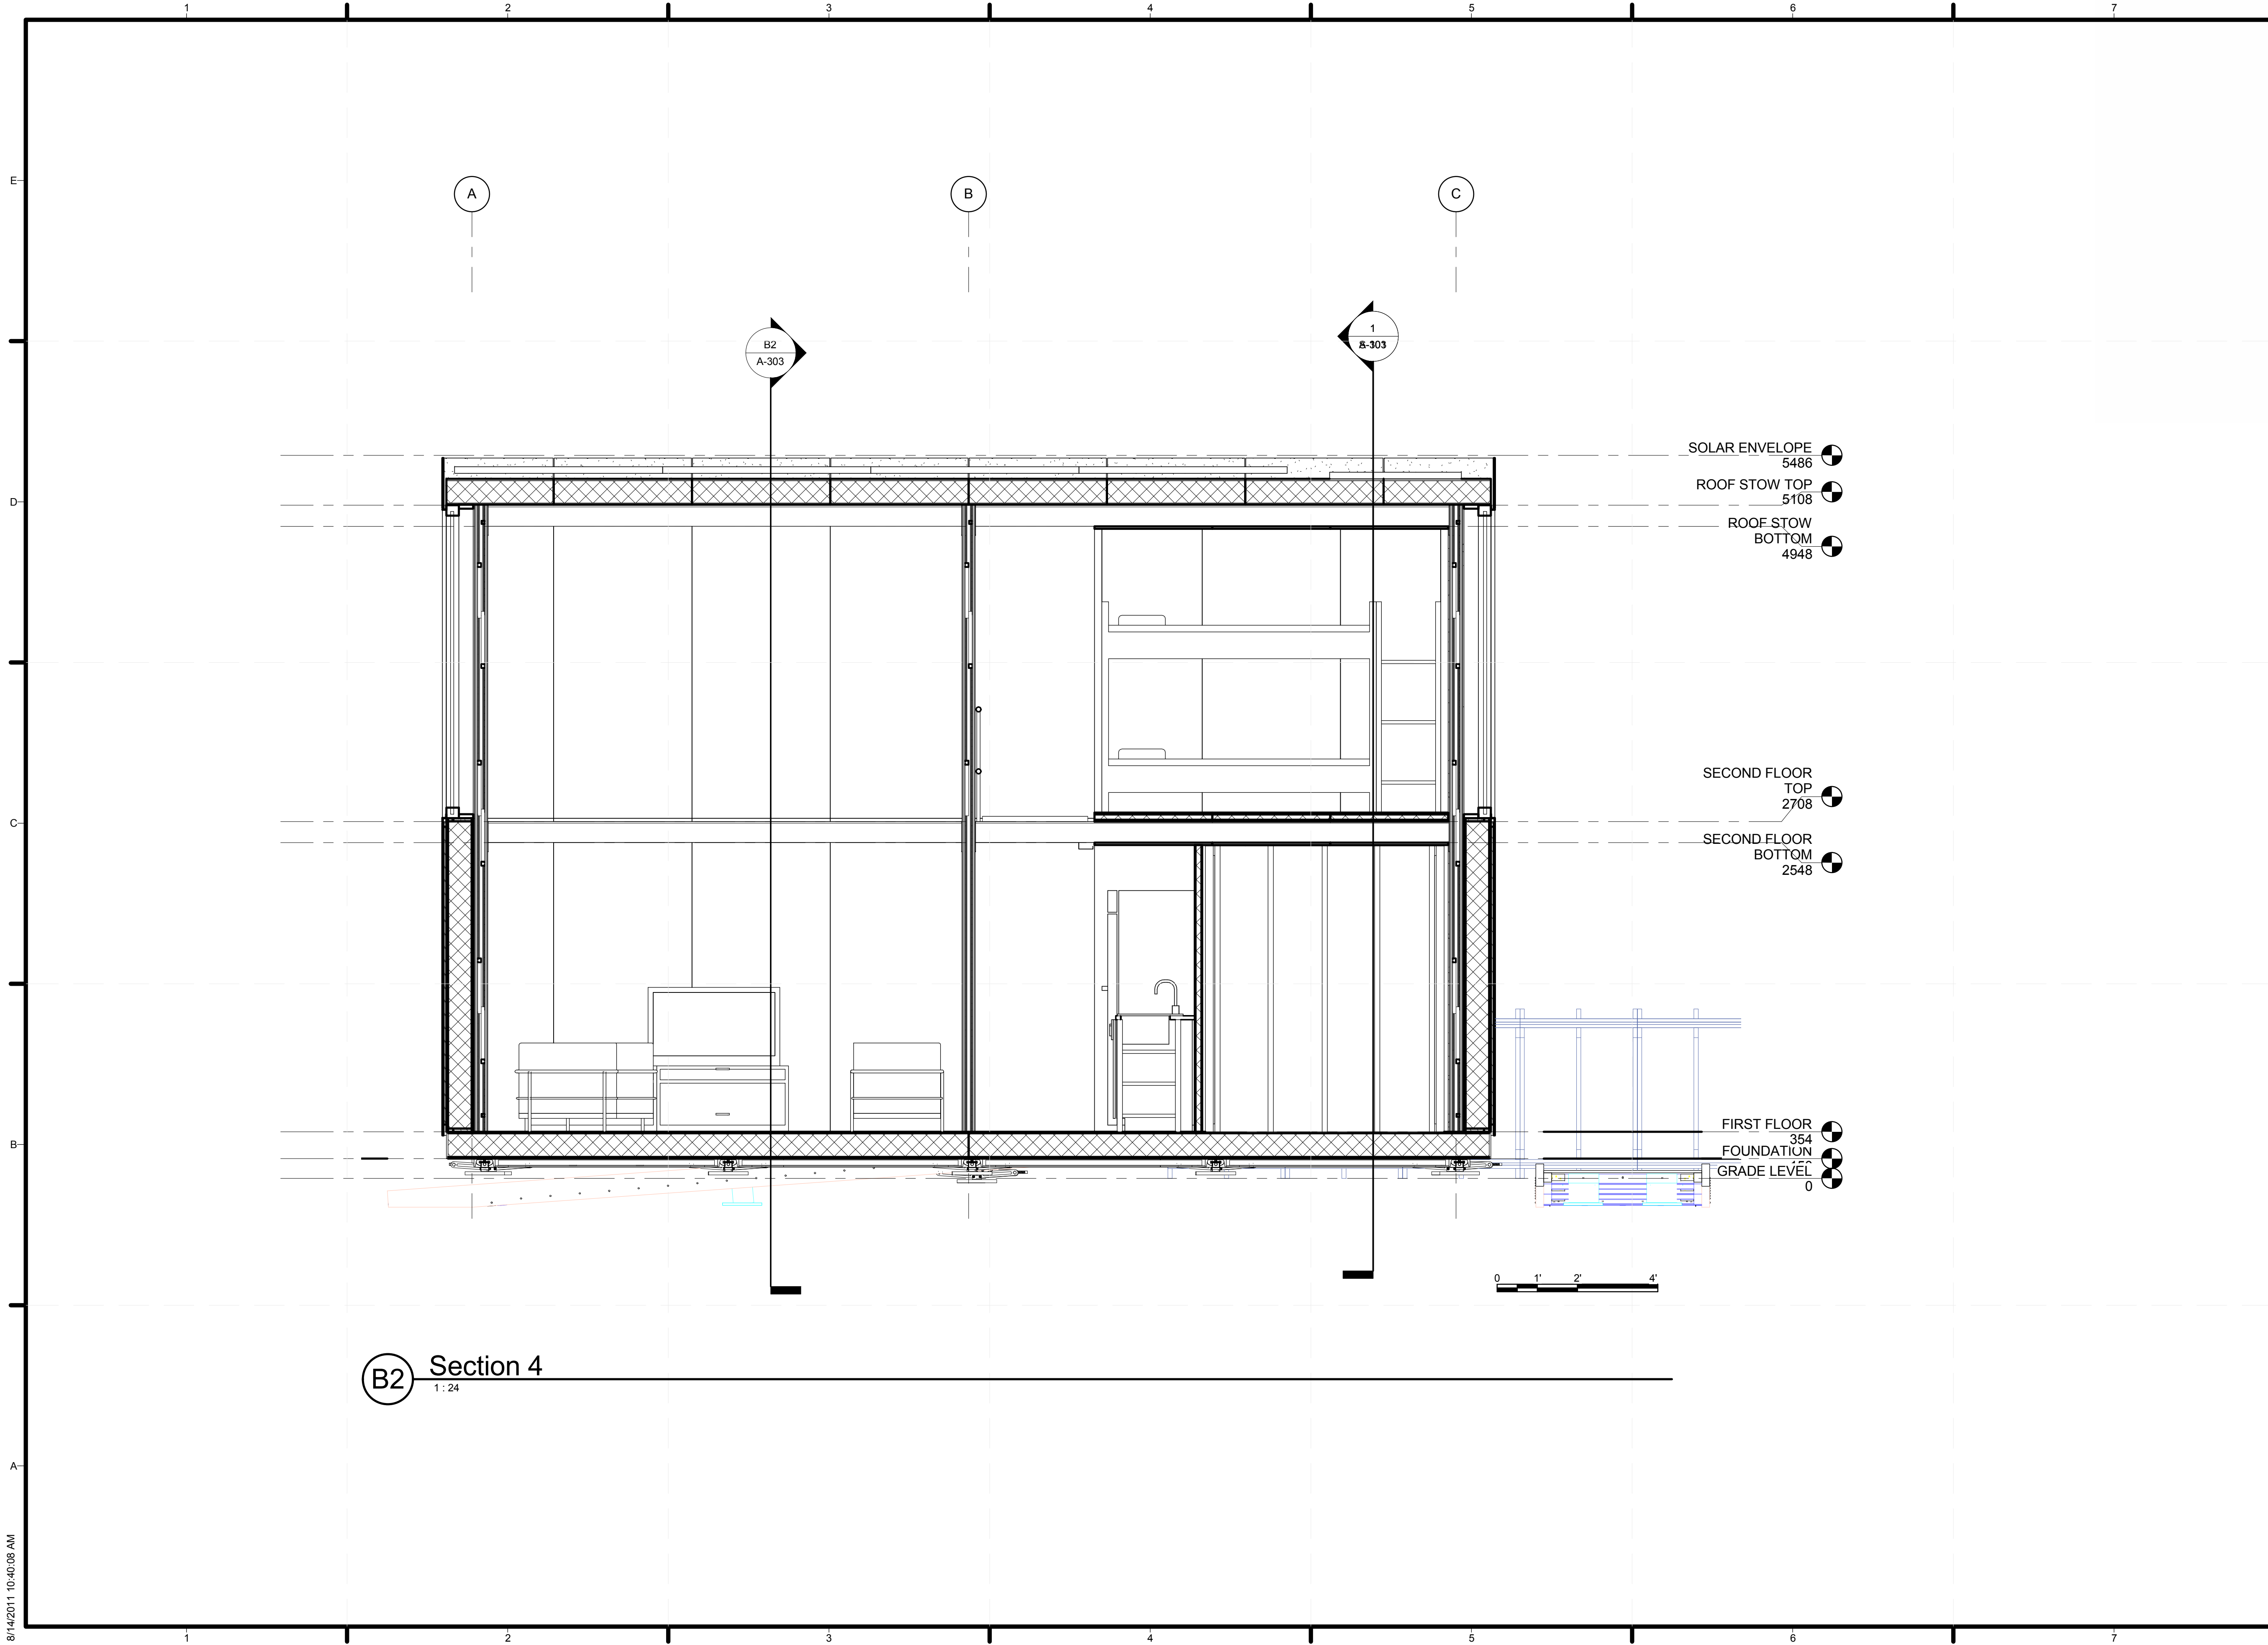 1 2 3 4 5 6 7
E
D
C
B
A
A B C
B2
A-303
1
SOLAR ENVELOPE
5486
ROOF STOW TOP
5108
ROOF STOW
BOTTOM
4948
SECOND FLOOR
TOP
2708
SECOND FLOOR
BOTTOM
2548
FIRST FLOOR
354
FOUNDATION
GRADE LEVEL
0
0 1' 2' 4'
B2 Section 4
1 : 24
8/14/2011 10:40:08 AM
1 2 3 4 5 6 7